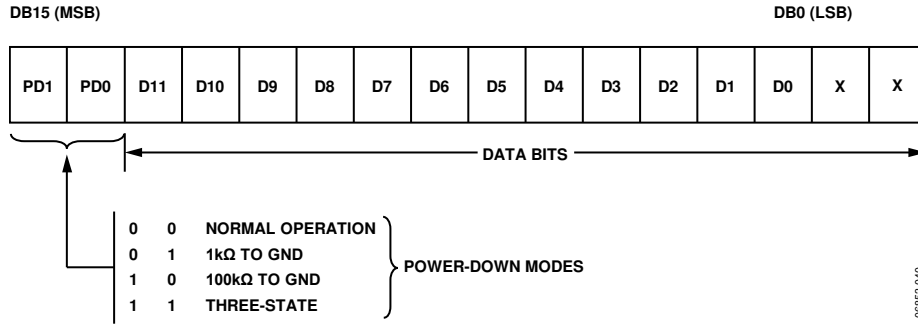 DB15 (MSB) DB0 (LSB)
PD1 PD0 D11 D10 D9 D8 D7 D6 D5 D4 D3 D2 D1 D0 X X
DATA BITS
0 0 NORMAL OPERATION
0 1 1kΩ TO GND
1 0 100kΩ TO GND
1 1 THREE-STATE
POWER-DOWN MODES